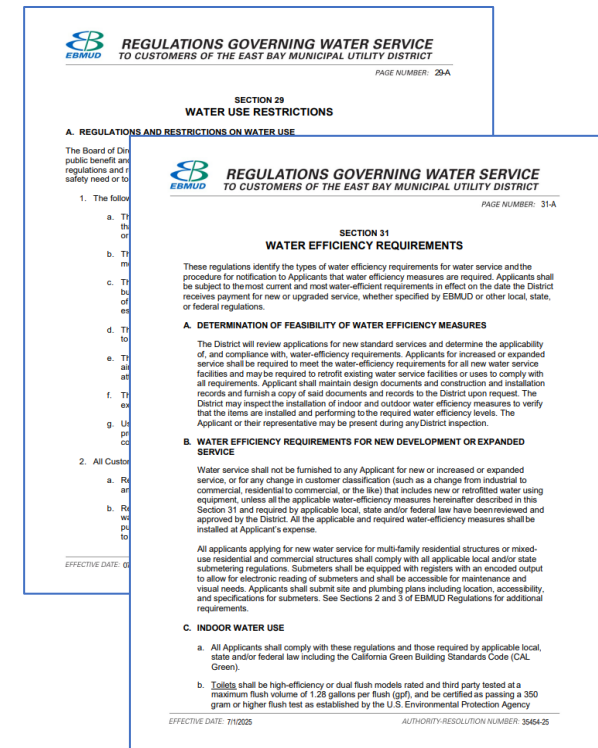 EBMUD
REGULATIONS GOVERNING WATER SERVICE
TO CUSTOMERS OF THE EAST BAY MUNICIPAL UTILITY DISTRICT
PAGE NUMBER: 29-A
SECTION 29
WATER USE RESTRICTIONS
A. REGULATIONS AND RESTRICTIONS ON WATER USE
The Board of Dir
public benefit and
regulations and r
safety need or to
1. The follow
a. Th
tha
or
b. Th
m
c. Th
bu
of
es
d. Th
to
e. Th
air
att
f. Th
ex
g. Us
pr
co
2. All Custor
a. Re
an
b. Re
wa
pu
to
EFFECTIVE DATE:
EBMUD
REGULATIONS GOVERNING WATER SERVICE
TO CUSTOMERS OF THE EAST BAY MUNICIPAL UTILITY DISTRICT
PAGE NUMBER: 31-A
SECTION 31
WATER EFFICIENCY REQUIREMENTS
These regulations identify the types of water efficiency requirements for water service and the
procedure for notification to Applicants that water efficiency measures are required. Applicants shall
be subject to the most current and most water-efficient requirements in effect on the date the District
receives payment for new or upgraded service, whether specified by EBMUD or other local, state,
or federal regulations.
A. DETERMINATION OF FEASIBILITY OF WATER EFFICIENCY MEASURES
The District will review applications for new standard services and determine the applicability
of, and compliance with, water-efficiency requirements. Applicants for increased or expanded
service shall be required to meet the water-efficiency requirements for all new water service
facilities and may be required to retrofit existing water service facilities or uses to comply with
all requirements. Applicant shall maintain design documents and construction and installation
records and furnish a copy of said documents and records to the District upon request. The
District may inspect the installation of indoor and outdoor water efficiency measures to verify
that the items are installed and performing to the required water efficiency levels. The
Applicant or their representative may be present during any District inspection.
B. WATER EFFICIENCY REQUIREMENTS FOR NEW DEVELOPMENT OR EXPANDED
SERVICE
Water service shall not be furnished to any Applicant for new or increased or expanded
service, or for any change in customer classification (such as a change from industrial to
commercial, residential to commercial, or the like) that includes new or retrofitted water using
equipment, unless all the applicable water-efficiency measures hereinafter described in this
Section 31 and required by applicable local, state and/or federal law have been reviewed and
approved by the District. All the applicable and required water-efficiency measures shall be
installed at Applicant's expense.
All applicants applying for new water service for multi-family residential structures or mixed-
use residential and commercial structures shall comply with all applicable local and/or state
submetering regulations. Submeters shall be equipped with registers with an encoded output
to allow for electronic reading of submeters and shall be accessible for maintenance and
visual needs. Applicants shall submit site and plumbing plans including location, accessibility,
and specifications for submeters. See Sections 2 and 3 of EBMUD Regulations for additional
requirements.
C. INDOOR WATER USE
a. All Applicants shall comply with these regulations and those required by applicable local,
state and/or federal law including the California Green Building Standards Code (CAL
Green).
b. Toilets shall be high-efficiency or dual flush models rated and third party tested at a
maximum flush volume of 1.28 gallons per flush (gpf), and be certified as passing a 350
gram or higher flush test as established by the U.S. Environmental Protection Agency
EFFECTIVE DATE: 7/1/2025
AUTHORITY-RESOLUTION NUMBER: 35454-25